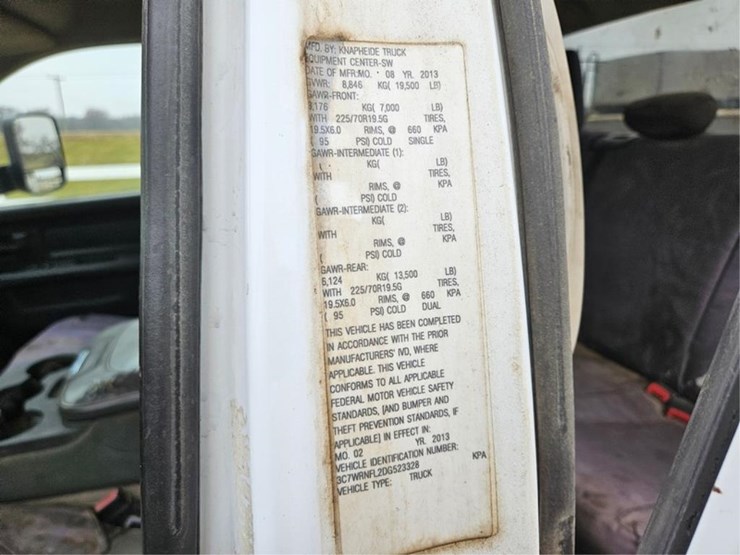 MFD. BY: KNAPHEIDE TRUCK
EQUIPMENT CENTER-SW
DATE OF MFR:MO. 08 YR. 2013
GVWR: 8,846 KG( 19,500 LB)
GAWR-FRONT:
3,176 KG( 7,000 LB)
WITH 225/70R19.5G TIRES,
19.5X6.0 RIMS, @ 660 KPA
( 95 PSI) COLD SINGLE
GAWR-INTERMEDIATE (1):
( KG( LB)
WITH TIRES,
RIMS, @ KPA
( PSI) COLD
GAWR-INTERMEDIATE (2):
KG( LB)
WITH TIRES,
RIMS, @ KPA
( PSI) COLD
GAWR-REAR:
6,124 KG( 13,500 LB)
WITH 225/70R19.5G TIRES,
19.5X6.0 RIMS, @ 660 KPA
( 95 PSI) COLD DUAL
THIS VEHICLE HAS BEEN COMPLETED
IN ACCORDANCE WITH THE PRIOR
MANUFACTURERS' IVD, WHERE
APPLICABLE. THIS VEHICLE
CONFORMS TO ALL APPLICABLE
FEDERAL MOTOR VEHICLE SAFETY
STANDARDS, [AND BUMPER AND
THEFT PREVENTION STANDARDS, IF
APPLICABLE] IN EFFECT IN:
MO. 02 YR. 2013
VEHICLE IDENTIFICATION NUMBER:
3C7WRNFL2DG523328 KPA
VEHICLE TYPE: TRUCK